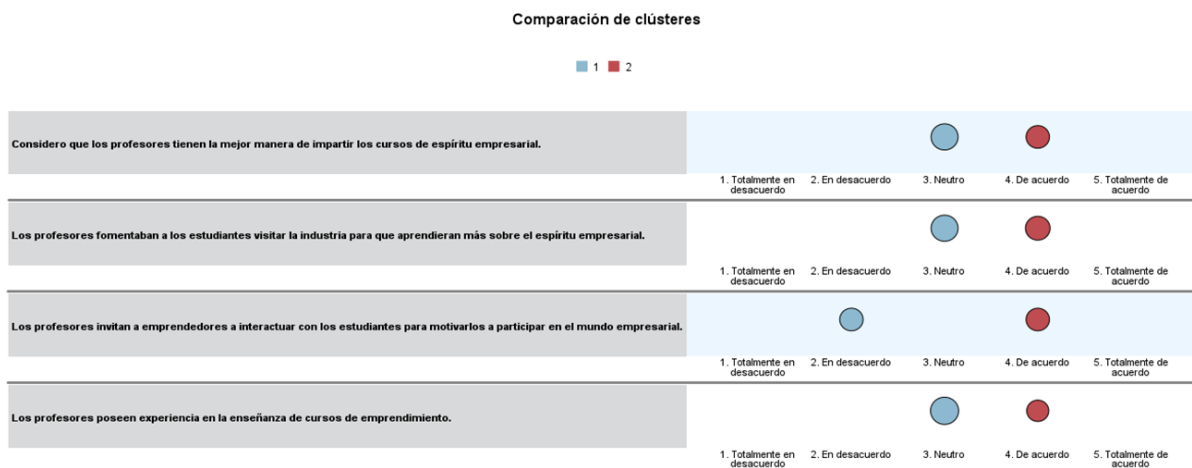 Comparación de clústeres
1 2
Considero que los profesores tienen la mejor manera de impartir los cursos de espíritu empresarial.
1. Totalmente en 2. En desacuerdo 3. Neutro 4. De acuerdo 5. Totalmente de
desacuerdo acuerdo
Los profesores fomentaban a los estudiantes visitar la industria para que aprendieran más sobre el espíritu empresarial.
1. Totalmente en 2. En desacuerdo 3. Neutro 4. De acuerdo 5. Totalmente de
desacuerdo acuerdo
Los profesores invitan a emprendedores a interactuar con los estudiantes para motivarlos a participar en el mundo empresarial.
1. Totalmente en 2. En desacuerdo 3. Neutro 4. De acuerdo 5. Totalmente de
desacuerdo acuerdo
Los profesores poseen experiencia en la enseñanza de cursos de emprendimiento.
1. Totalmente en 2. En desacuerdo 3. Neutro 4. De acuerdo 5. Totalmente de
desacuerdo acuerdo